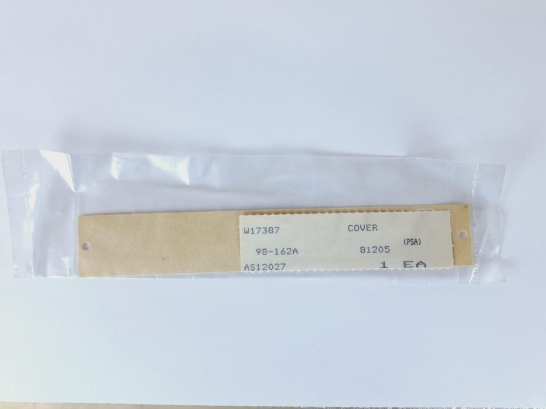 W17387 COVER
(PSA)
98-162A 81205
AS12027 1 EA